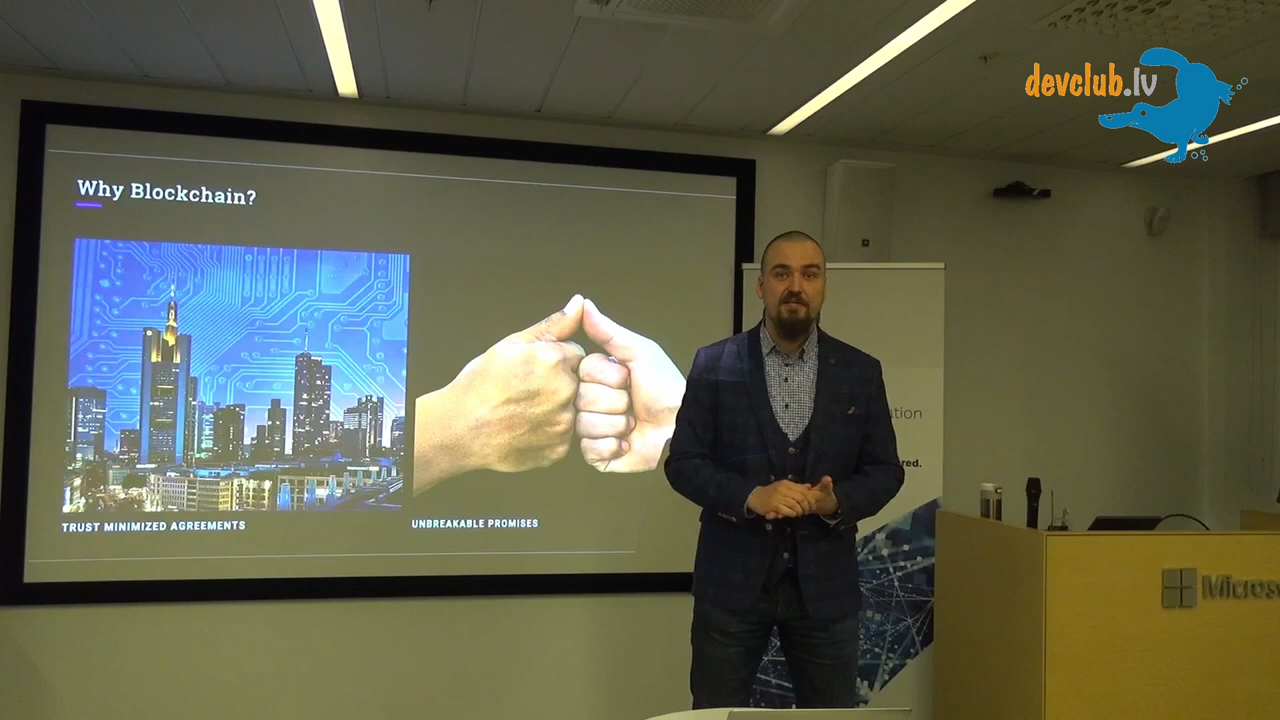 devclub.lv
Why Blockchain?
TRUST MINIMIZED AGREEMENTS
UNBREAKABLE PROMISES
ation
red.
Micros